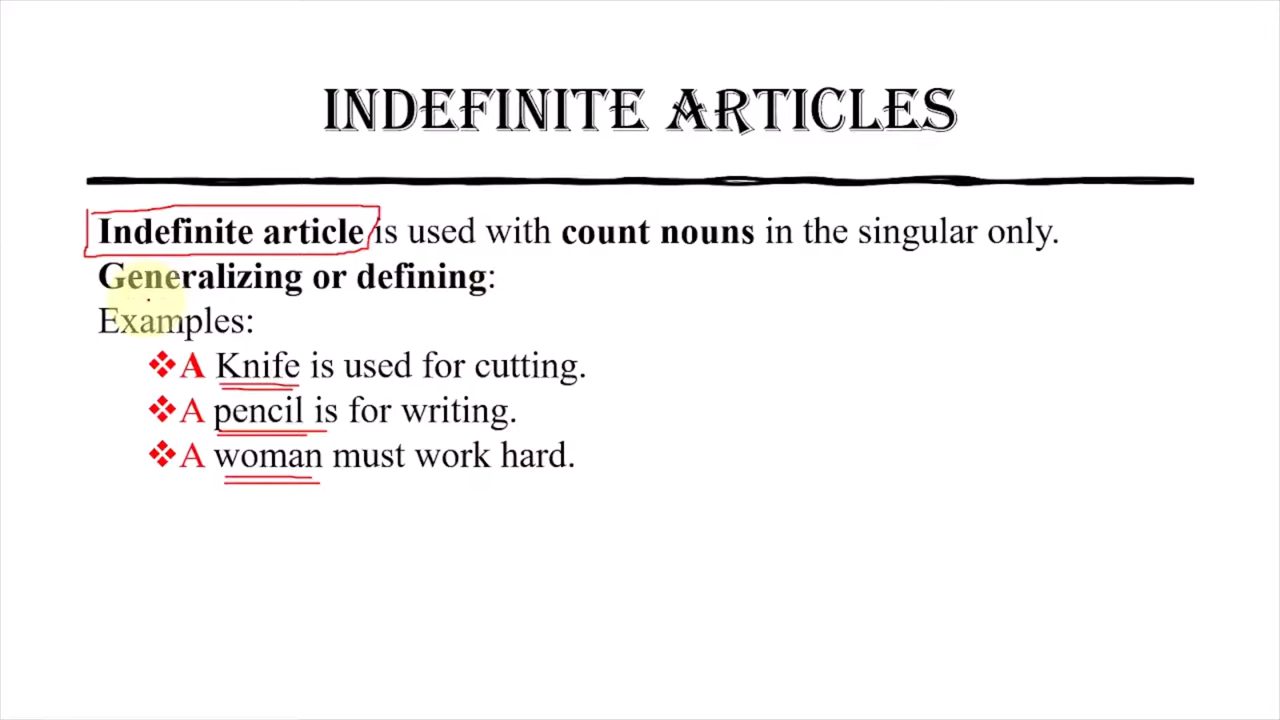 INDEFINITE ARTICLES
Indefinite article is used with count nouns in the singular only.
Generalizing or defining:
Examples:
❖A Knife is used for cutting.
❖A pencil is for writing.
❖A woman must work hard.